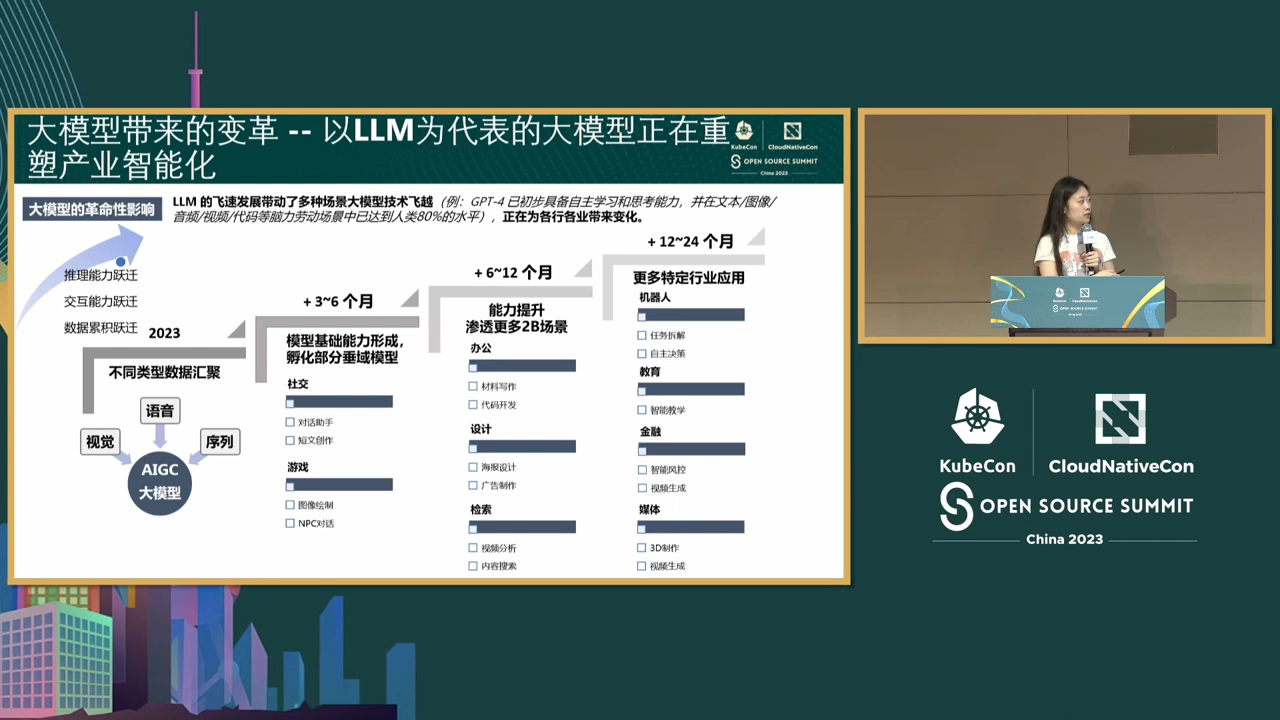 大模型带来的变革 -- 以LLM为代表的大模型正在重
塑产业智能化
KubeCon
CloudNativeCon
OPEN SOURCE SUMMIT
China 2023
大模型的革命性影响
LLM 的飞速发展带动了多种场景大模型技术飞越（例：GPT-4 已初步具备自主学习和思考能力，并在文本/图像/
音频/视频/代码等脑力劳动场景中已达到人类80%的水平），正在为各行各业带来变化。
推理能力跃迁
交互能力跃迁
数据累积跃迁
2023
不同类型数据汇聚
语音
视觉
序列
AIGC
大模型
+ 3~6 个月
模型基础能力形成，
孵化部分垂域模型
社交
对话助手
短文创作
游戏
图像绘制
NPC对话
+ 6~12 个月
能力提升
渗透更多2B场景
办公
材料写作
代码开发
设计
海报设计
广告制作
检索
视频分析
内容搜索
+ 12~24 个月
更多特定行业应用
机器人
任务拆解
自主决策
教育
智能教学
金融
智能风控
视频生成
媒体
3D制作
视频生成
KubeCon
CloudNativeCon
OPEN SOURCE SUMMIT
China 2023